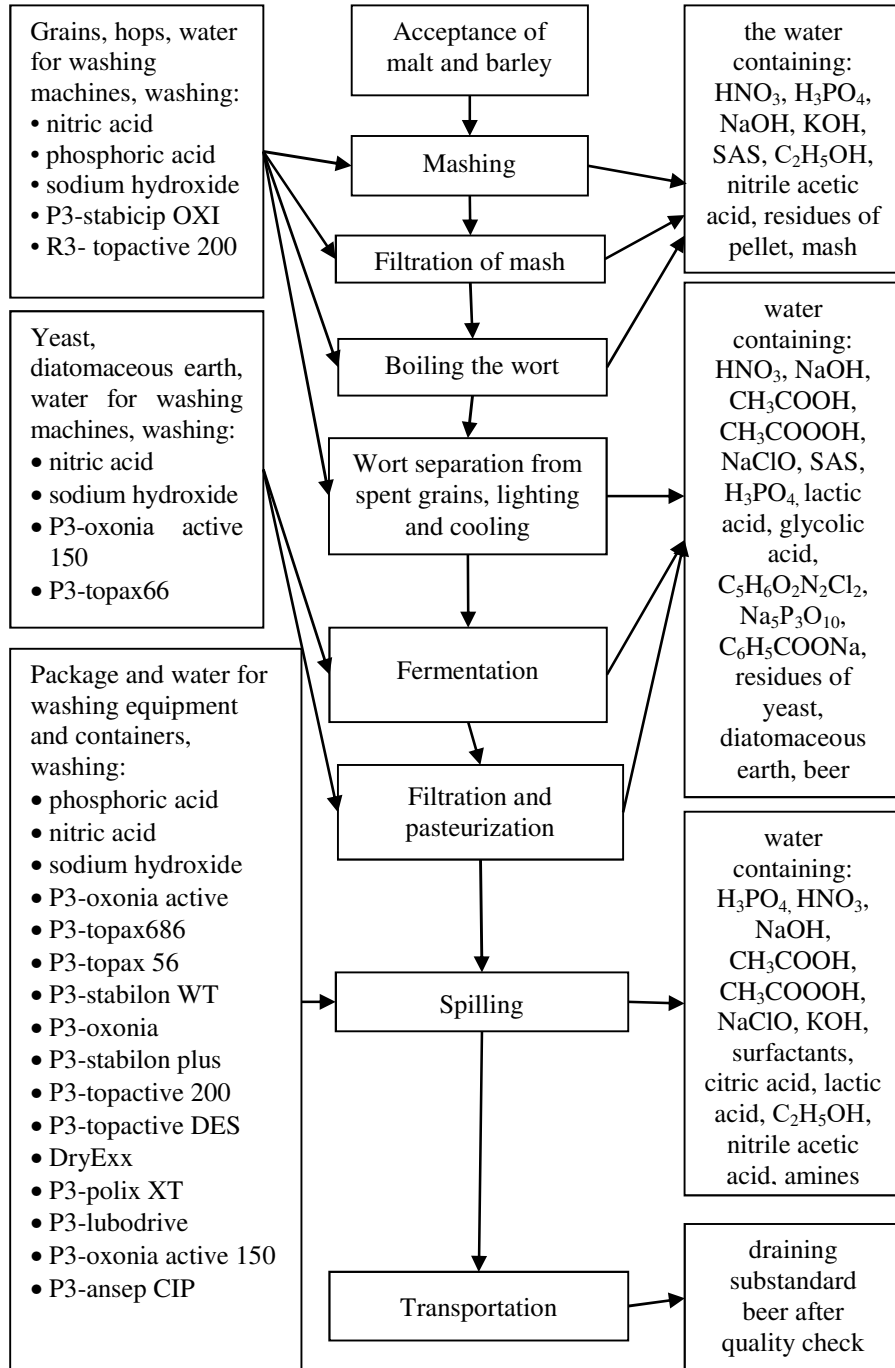 Grains, hops, water
for washing
machines, washing:
• nitric acid
• phosphoric acid
• sodium hydroxide
• P3-stabicip OXI
• R3- topactive 200
Yeast,
diatomaceous earth,
water for washing
machines, washing:
• nitric acid
• sodium hydroxide
• P3-oxonia active
150
• P3-topax66
Package and water for
washing equipment
and containers,
washing:
• phosphoric acid
• nitric acid
• sodium hydroxide
• P3-oxonia active
• P3-topax686
• P3-topax 56
• P3-stabilon WT
• P3-oxonia
• P3-stabilon plus
• P3-topactive 200
• P3-topactive DES
• DryExx
• P3-polix XT
• P3-lubodrive
• P3-oxonia active 150
• P3-ansep CIP
Acceptance of
malt and barley
Mashing
Filtration of mash
Boiling the wort
Wort separation from
spent grains, lighting
and cooling
Fermentation
Filtration and
pasteurization
Spilling
Transportation
the water
containing:
HNO₃, H₃PO₄,
NaOH, KOH,
SAS, C₂H₅OH,
nitrile acetic
acid, residues of
pellet, mash
water
containing:
HNO₃, NaOH,
CH₃COOH,
CH₃COOOH,
NaClO, SAS,
H₃PO₄, lactic
acid, glycolic
acid,
C₅H₆O₂N₂Cl₂,
Na₅P₃O₁₀,
C₆H₅COONa,
residues of
yeast,
diatomaceous
earth, beer
water
containing:
H₃PO₄, HNO₃,
NaOH,
CH₃COOH,
CH₃COOOH,
NaClO, KOH,
surfactants,
citric acid, lactic
acid, C₂H₅OH,
nitrile acetic
acid, amines
draining
substandard
beer after
quality check